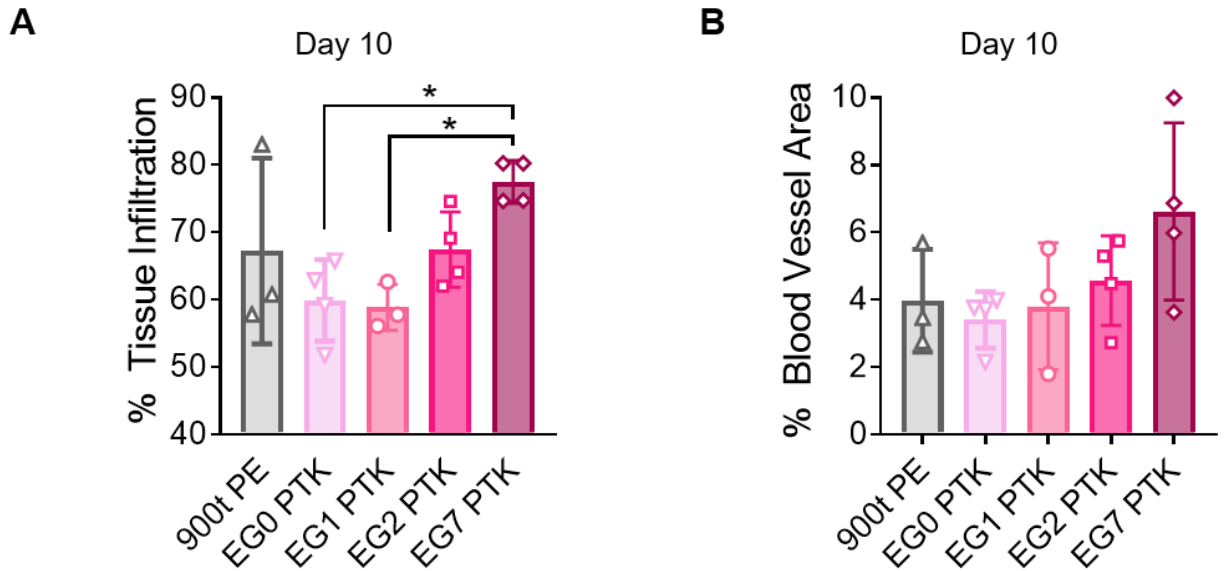 A
Day 10
% Tissue Infiltration
90
80
70
60
50
40
*
*
900t PE
EG0 PTK
EG1 PTK
EG2 PTK
EG7 PTK
B
Day 10
% Blood Vessel Area
10
8
6
4
2
0
900t PE
EG0 PTK
EG1 PTK
EG2 PTK
EG7 PTK